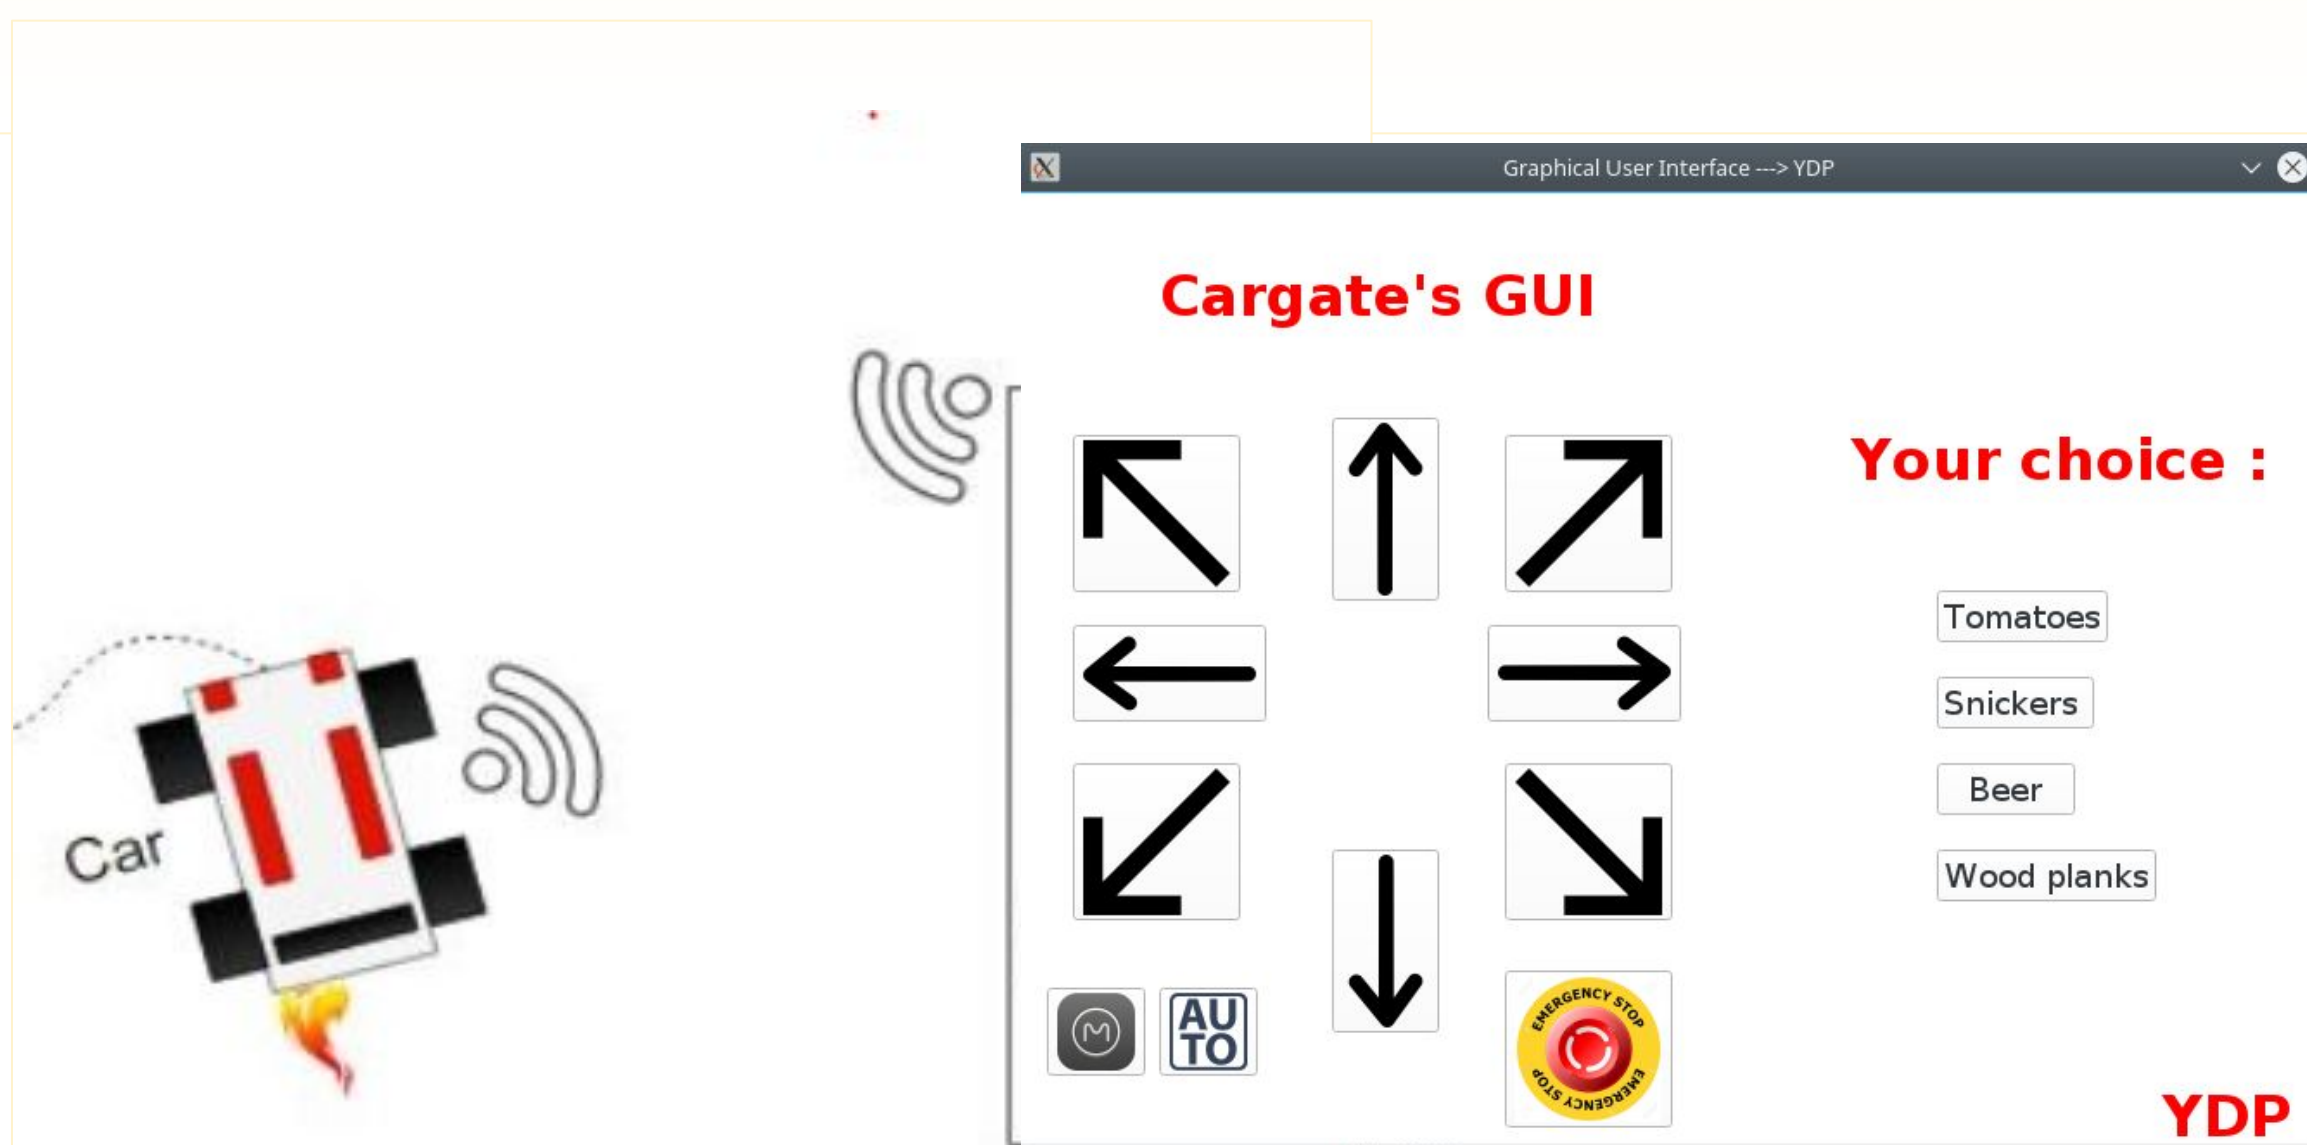 Graphical User Interface ---> YDP
Cargate's GUI
Your choice :
Tomatoes
Snickers
Beer
Wood planks
Car
M
AU
TO
EMERGENCY STOP
EMERGENCY STOP
YDP